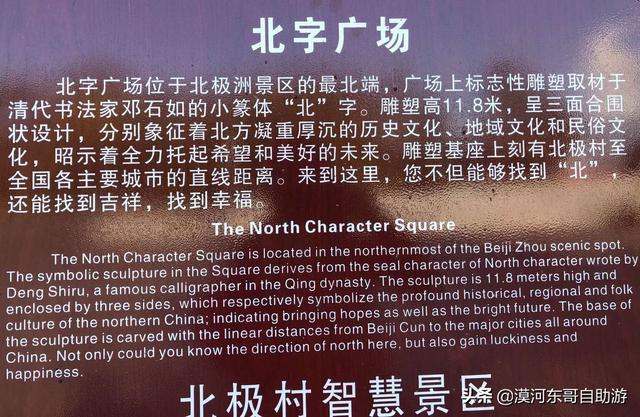 北字广场
北字广场位于北极洲景区的最北端，广场上标志性雕塑取材于
清代书法家邓石如的小篆体“北”字。雕塑高11.8米，呈三面合围
状设计，分别象征着北方凝重厚沉的历史文化、地域文化和民俗文
化，昭示着全力托起希望和美好的未来。雕塑基座上刻有北极村至
全国各主要城市的直线距离。来到这里，您不但能够找到“北”，
还能找到吉祥，找到幸福。
The North Character Square
The North Character Square is located in the northernmost of the Beiji Zhou scenic spot.
The symbolic sculpture in the Square derives from the seal character of North character wrote by
Deng Shiru, a famous calligrapher in the Qing dynasty. The sculpture is 11.8 meters high and
enclosed by three sides, which respectively symbolize the profound historical, regional and folk
culture of the northern China; indicating bringing hopes as well as the bright future. The base of
the sculpture is carved with the linear distances from Beiji Cun to the major cities all around
China. Not only could you know the direction of north here, but also gain luckiness and
happiness.
北极村智慧景区
头条 @漠河东哥自助游